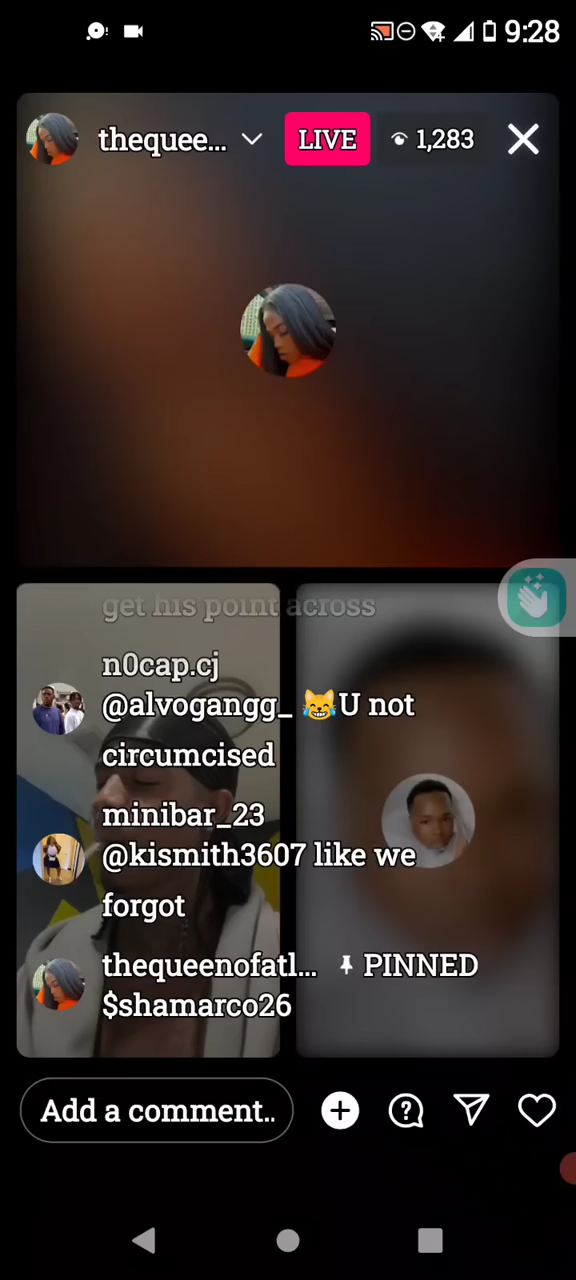 9:28
thequee...
LIVE
1,283
get his point across
n0cap.cj
@alvogangg_ 😹U not
circumcised
minibar_23
@kismith3607 like we
forgot
thequeenofatl... PINNED
$shamarco26
Add a comment..